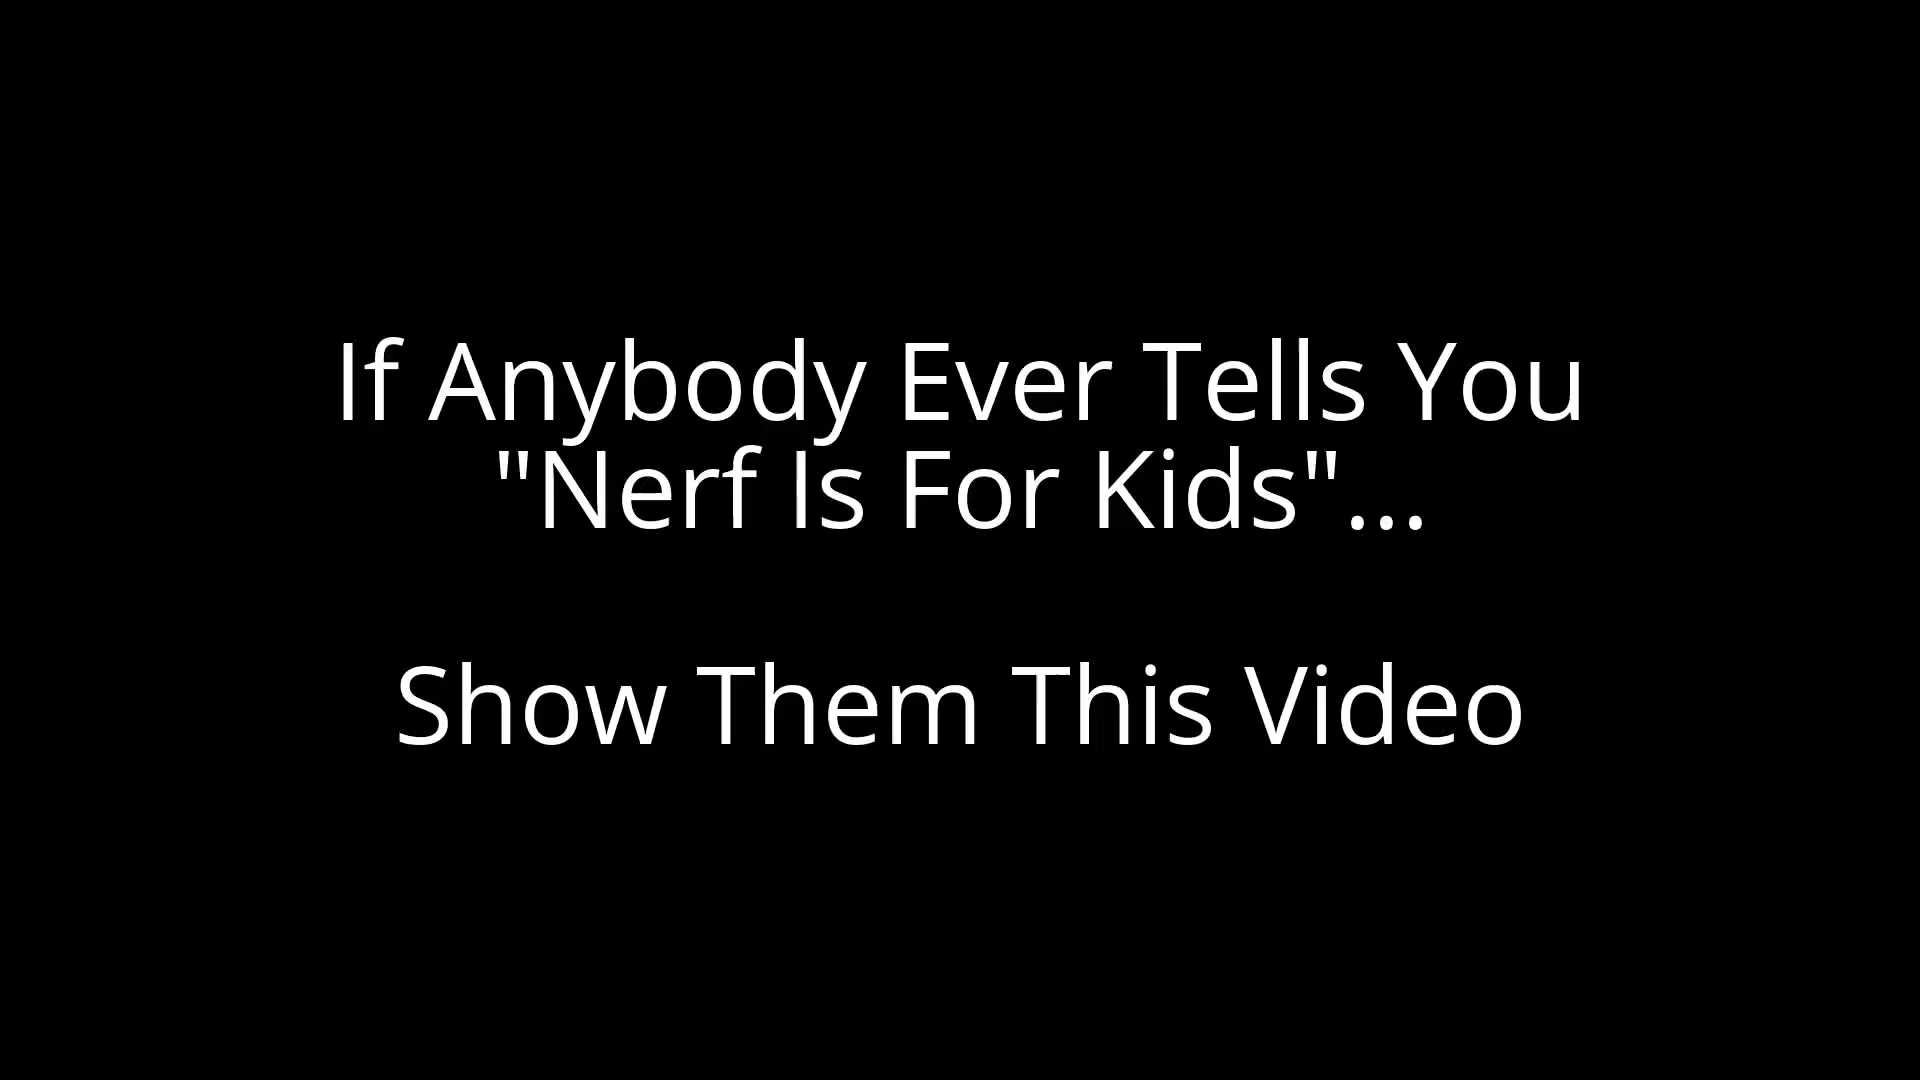 If Anybody Ever Tells You
"Nerf Is For Kids"...
Show Them This Video